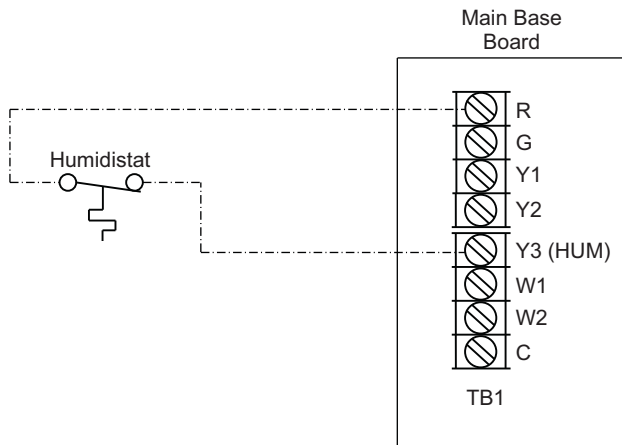 Main Base
Board
R
G
Humidistat
Y1
Y2
Y3 (HUM)
W1
W2
C
TB1